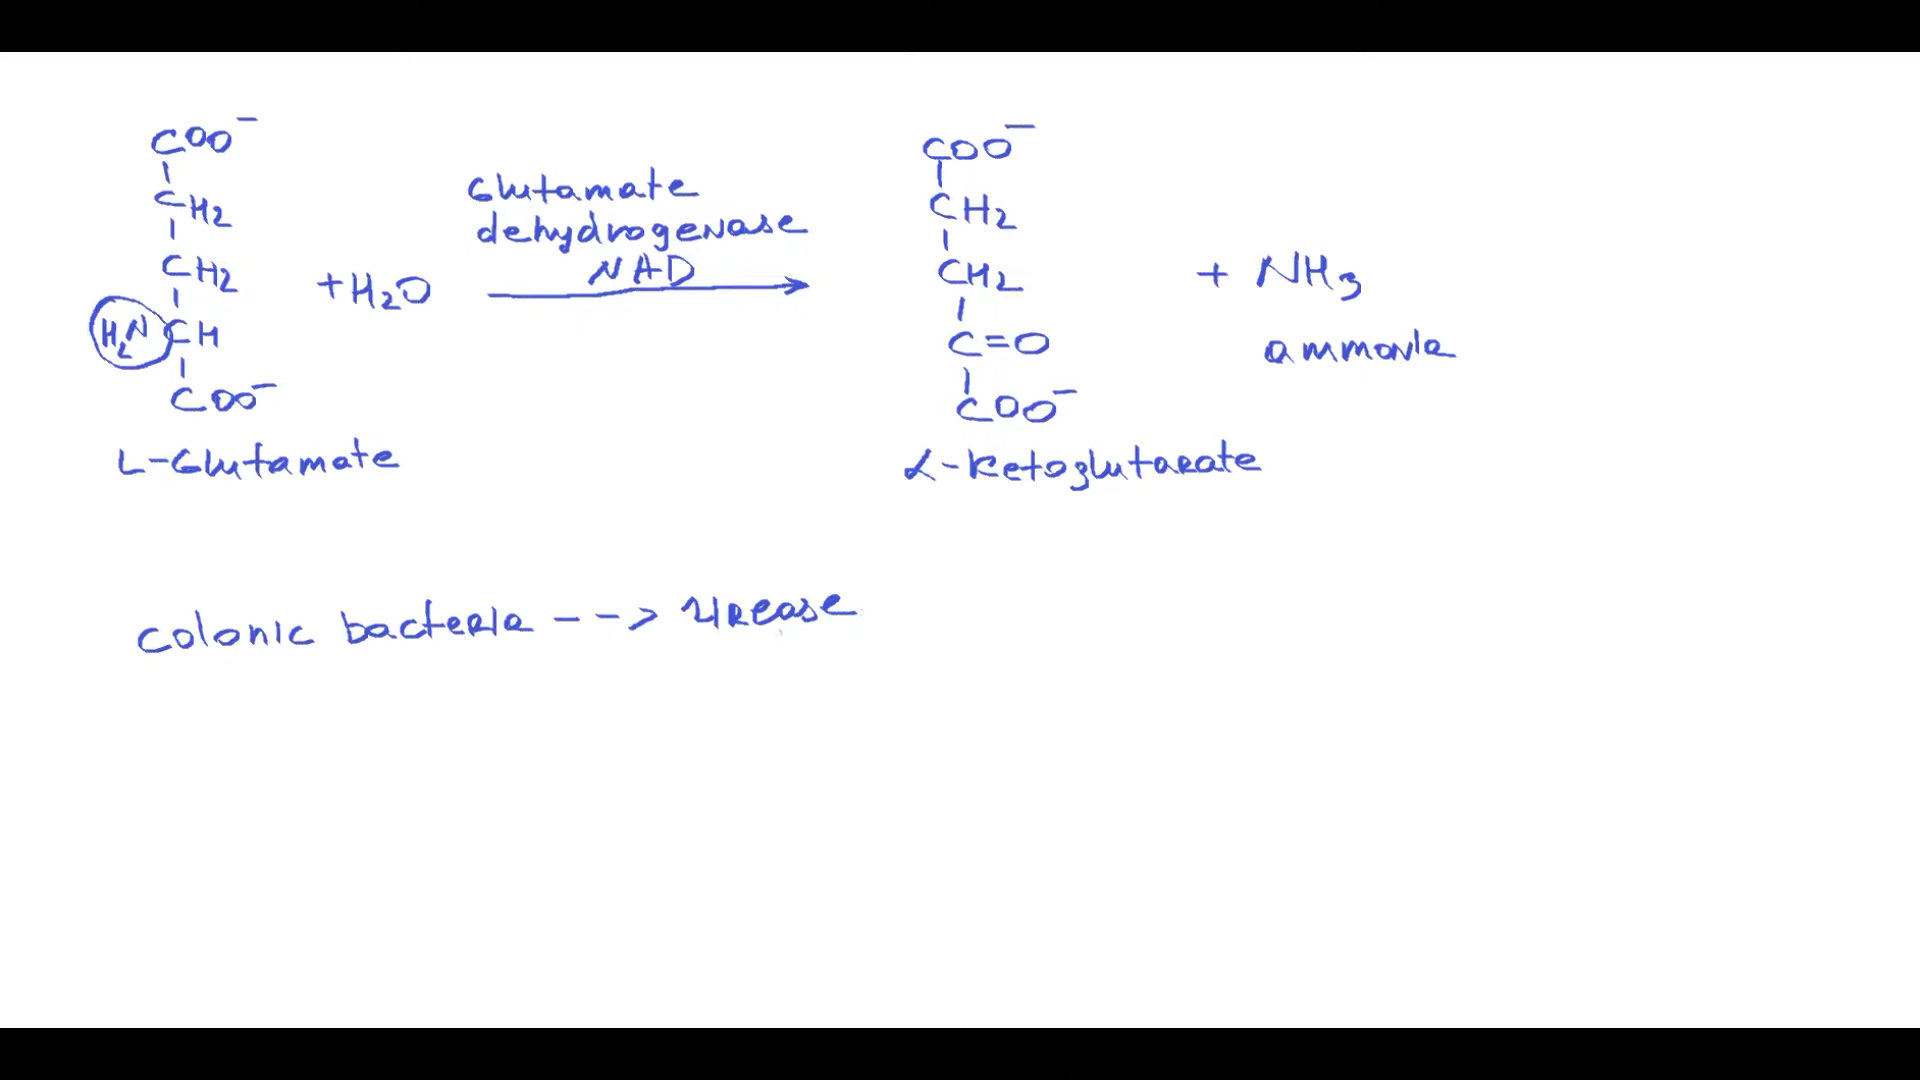 COO⁻
CH2
CH2
H2N CH
COO⁻
L-Glutamate
+H2O
Glutamate
dehydrogenase
NAD
COO⁻
CH2
CH2
C=O
COO⁻
α-Ketoglutarate
+ NH3
ammonia
colonic bacteria --> urease